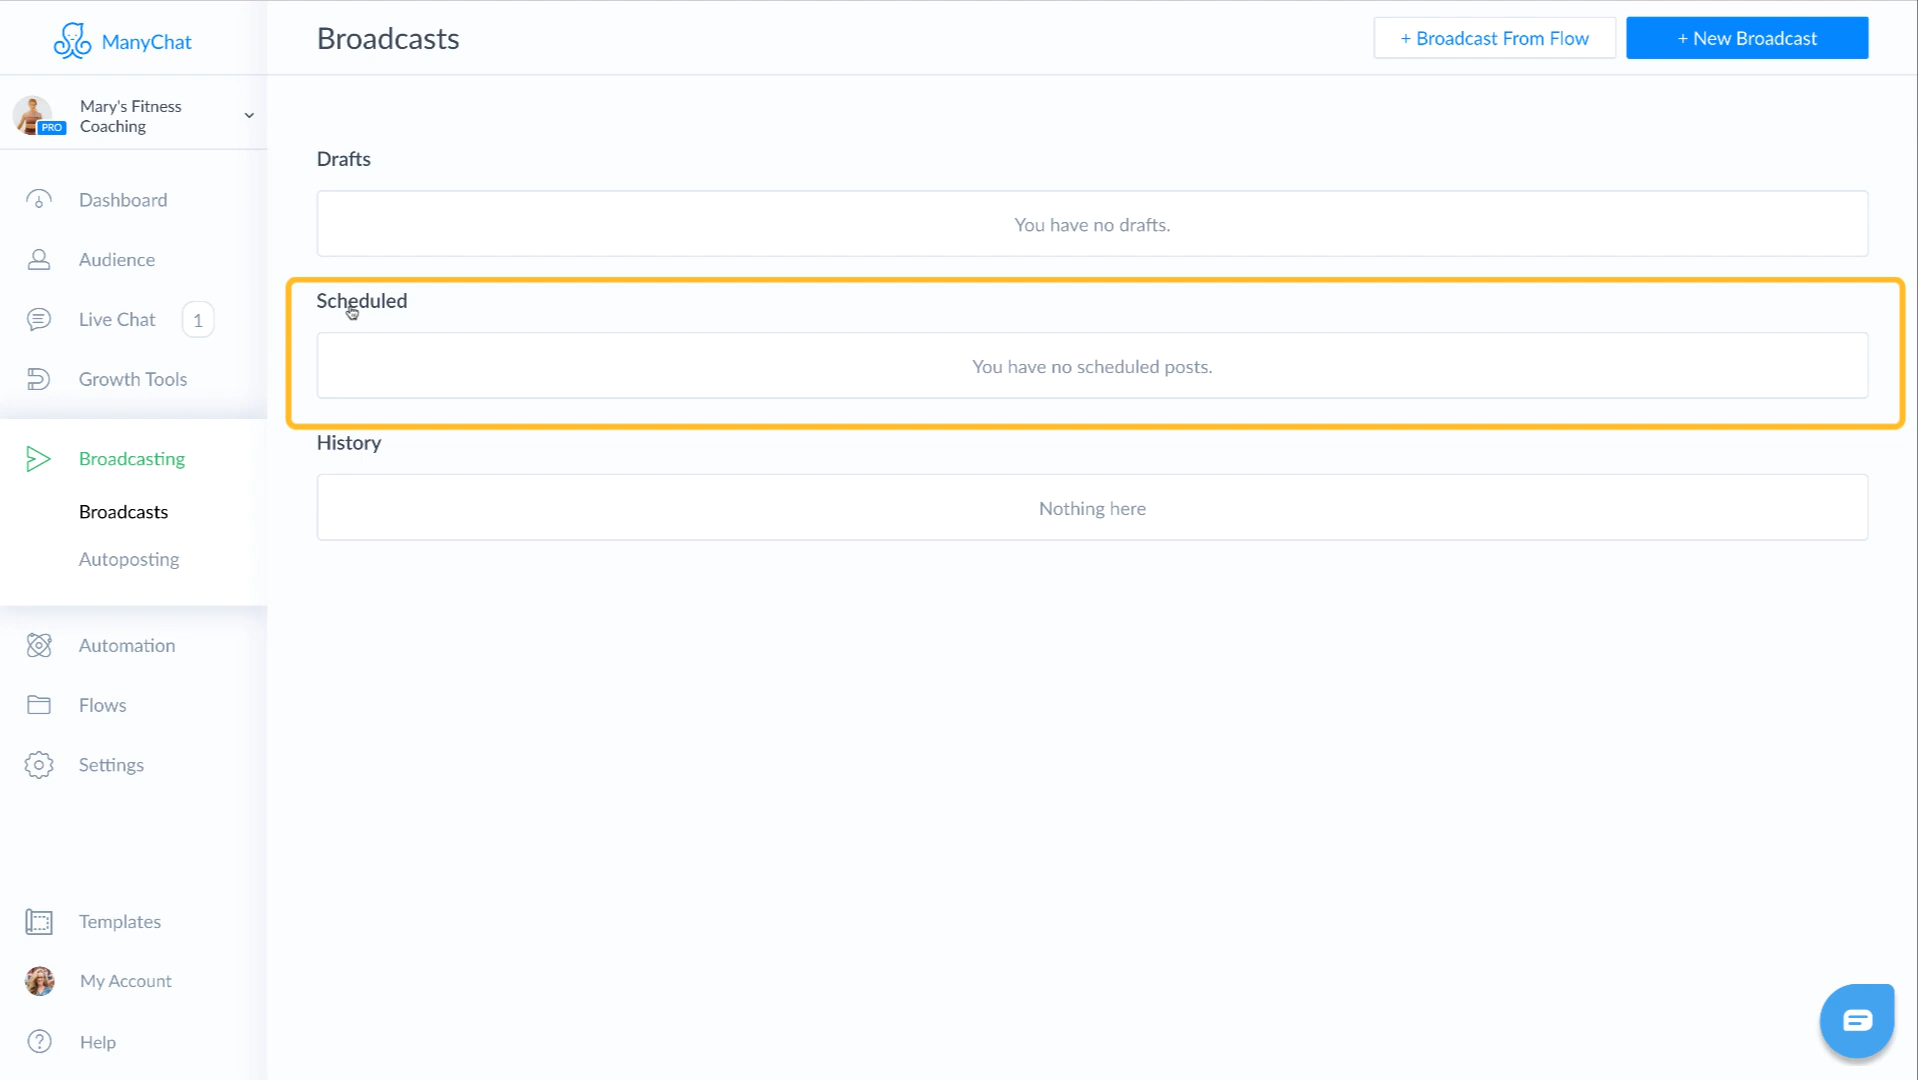 ManyChat
Broadcasts
+ Broadcast From Flow
+ New Broadcast
Mary's Fitness
Coaching
PRO
Dashboard
Audience
Live Chat
1
Growth Tools
Broadcasting
Broadcasts
Autoposting
Automation
Flows
Settings
Templates
My Account
Help
Drafts
You have no drafts.
Scheduled
You have no scheduled posts.
History
Nothing here